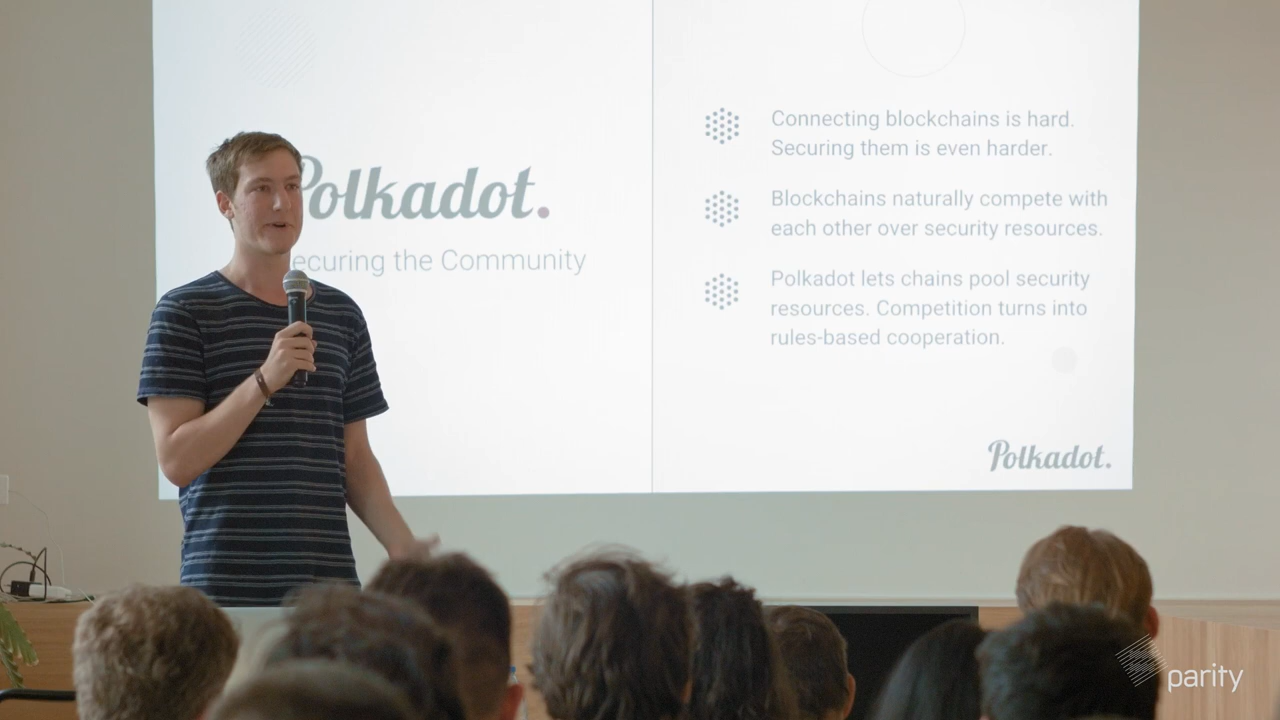 Polkadot.
ecuring the Community
Connecting blockchains is hard.
Securing them is even harder.
Blockchains naturally compete with
each other over security resources.
Polkadot lets chains pool security
resources. Competition turns into
rules-based cooperation.
Polkadot.
parity